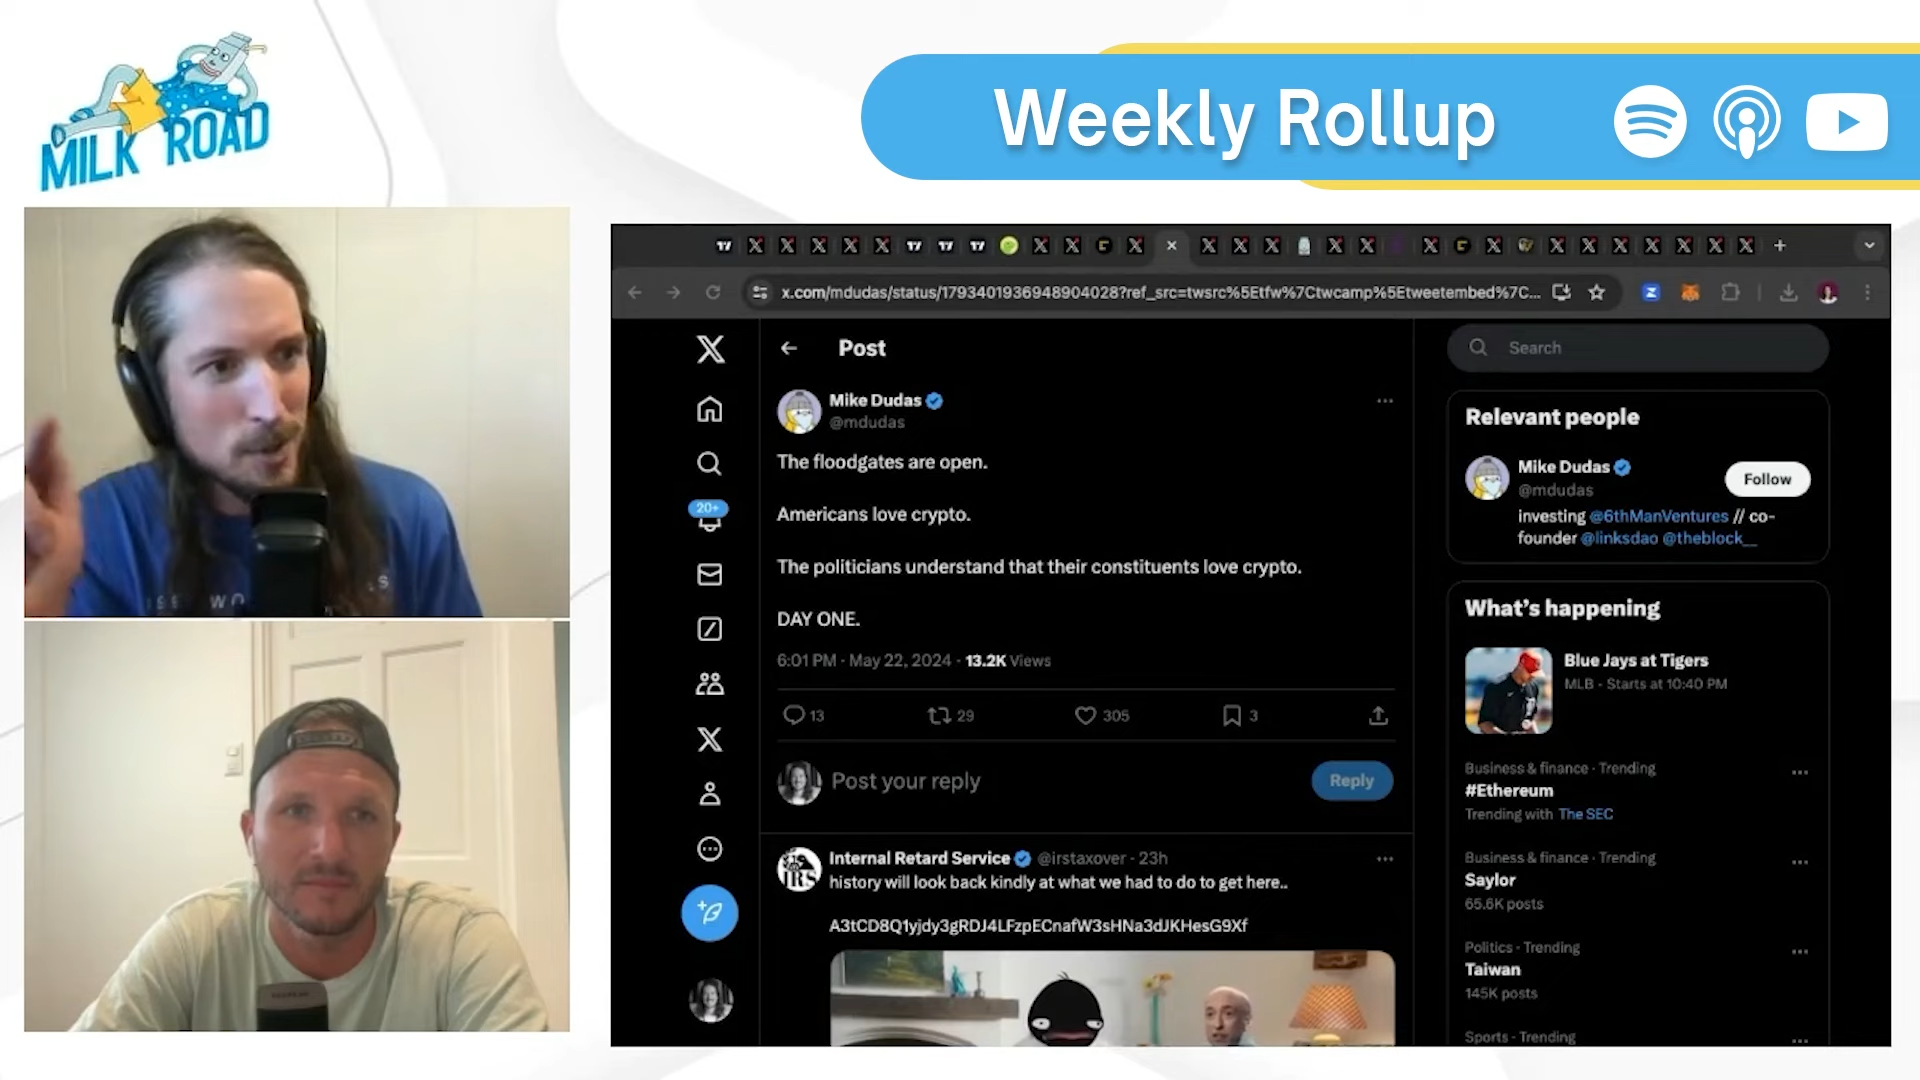 MILK ROAD
Weekly Rollup
x.com/mdudas/status/1793401936948904028?ref_src=twsrc%5Etfw%7Ctwcamp%5Etweetembed%7C...
Post
Search
Mike Dudas
@mdudas
The floodgates are open.
Americans love crypto.
The politicians understand that their constituents love crypto.
DAY ONE.
6:01 PM · May 22, 2024 · 13.2K Views
13 29 305 3
Post your reply
Reply
Internal Retard Service @irstaxover · 23h
history will look back kindly at what we had to do to get here..
A3tCD8Q1yjdy3gRDJ4LFzpECnafW3sHNa3dJKHesG9Xf
20+
IRS
Relevant people
Mike Dudas
@mdudas
Follow
investing @6thManVentures // co-
founder @linksdao @theblock__
What's happening
Blue Jays at Tigers
MLB · Starts at 10:40 PM
Business & finance · Trending
#Ethereum
Trending with The SEC
Business & finance · Trending
Saylor
65.6K posts
Politics · Trending
Taiwan
145K posts
Sports · Trending